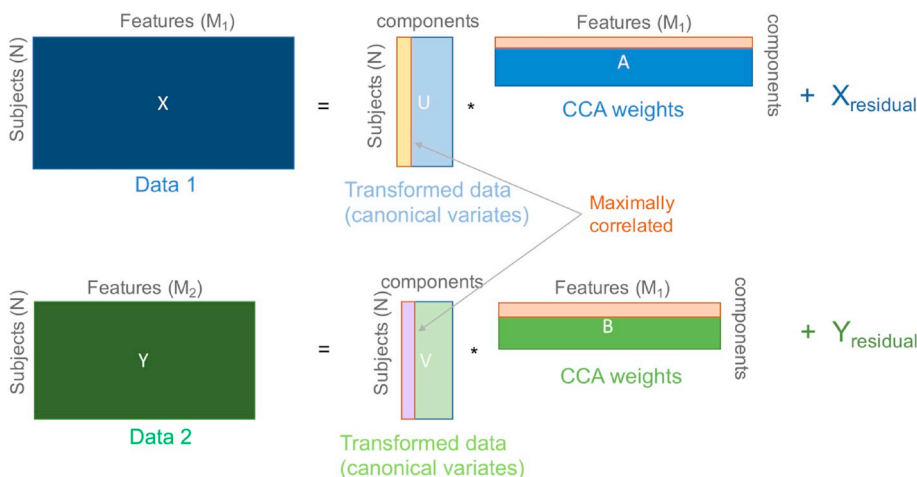 Features (M1)
Subjects (N)
X
Data 1
=
components
Subjects (N)
U
Transformed data
(canonical variates)
*
Features (M1)
A
components
CCA weights
+ Xresidual
Maximally
correlated
Features (M2)
Subjects (N)
Y
Data 2
=
components
Subjects (N)
V
Transformed data
(canonical variates)
*
Features (M1)
B
components
CCA weights
+ Yresidual